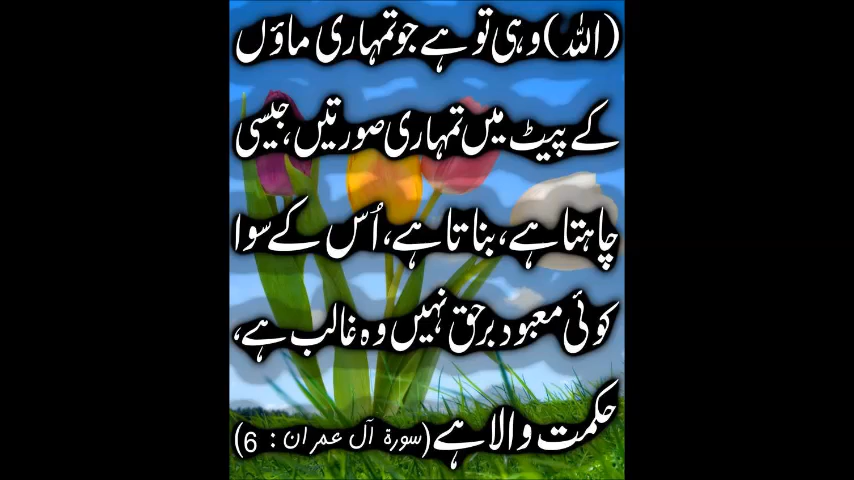 (اللہ) وہی تو ہے جو تمہاری ماؤں
کے پیٹ میں تمہاری صورتیں، جیسی
چاہتا ہے، بناتا ہے، اُس کے سوا
کوئی معبود برحق نہیں وہ غالب ہے،
حکمت والا ہے (سورۃ آل عمران : 6)